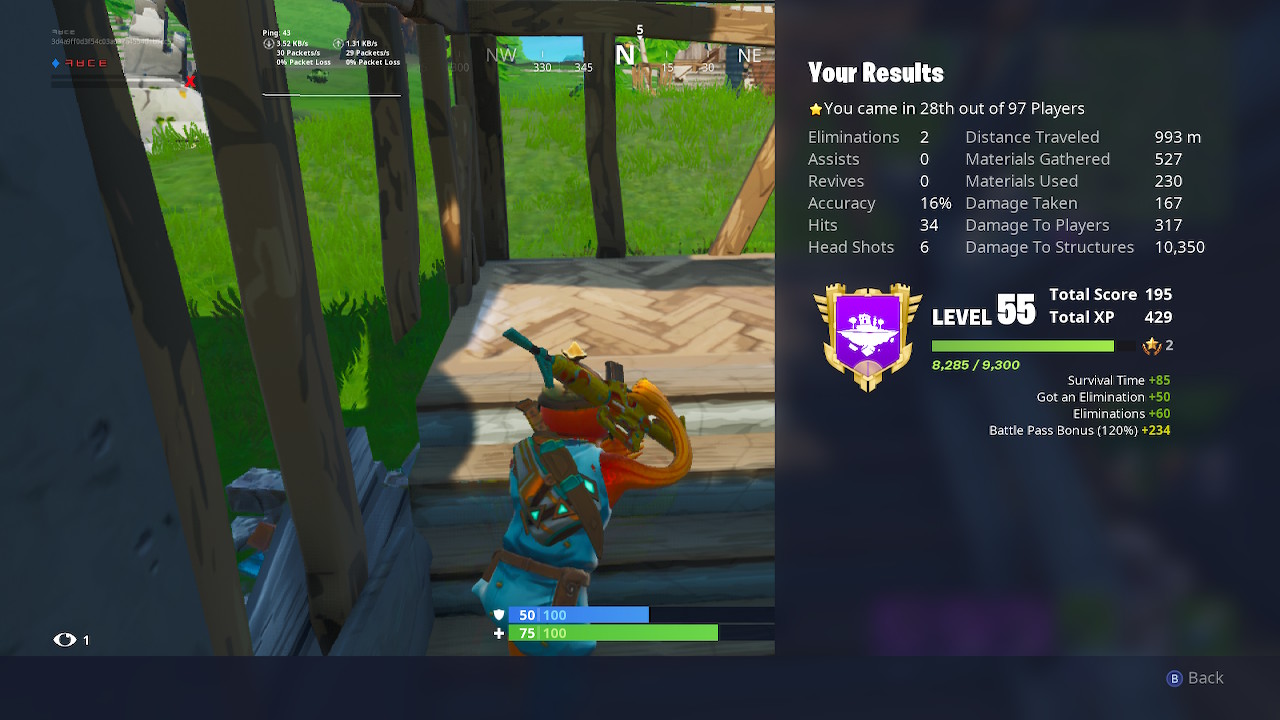 Ping: 43
3.52 KB/s 1.31 KB/s
30 Packets/s 29 Packets/s
0% Packet Loss 0% Packet Loss
5
NW 330 345 N 15 30 NE
Your Results
You came in 28th out of 97 Players
Eliminations 2 Distance Traveled 993 m
Assists 0 Materials Gathered 527
Revives 0 Materials Used 230
Accuracy 16% Damage Taken 167
Hits 34 Damage To Players 317
Head Shots 6 Damage To Structures 10,350
LEVEL 55
Total Score 195
Total XP 429
2
8,285 / 9,300
Survival Time +85
Got an Elimination +50
Eliminations +60
Battle Pass Bonus (120%) +234
50 100
75 100
1
B Back